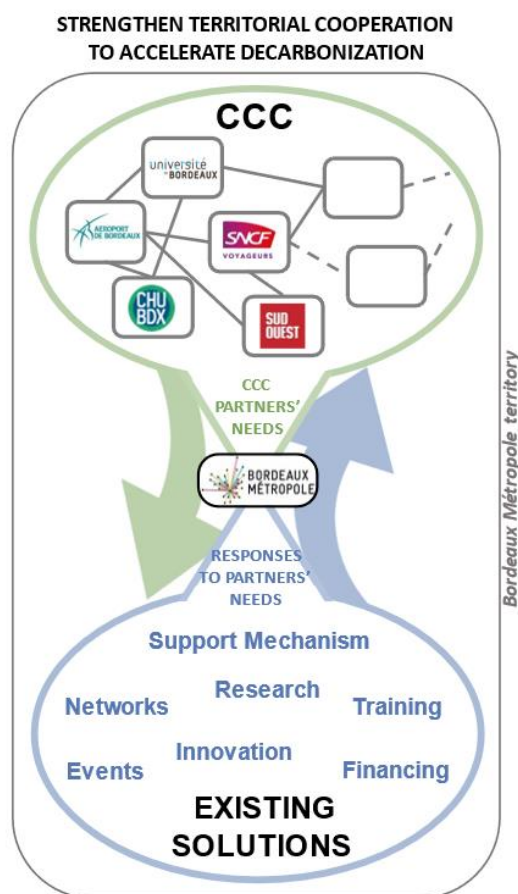 STRENGTHEN TERRITORIAL COOPERATION
TO ACCELERATE DECARBONIZATION
CCC
université
de BORDEAUX
AEROPORT
DE BORDEAUX
SNCF
VOYAGEURS
CHU
BDX
SUD
OUEST
CCC
PARTNERS'
NEEDS
BORDEAUX
MÉTROPOLE
RESPONSES
TO PARTNERS'
NEEDS
Support Mechanism
Research
Networks
Training
Innovation
Events
Financing
EXISTING
SOLUTIONS
Bordeaux Métropole territory